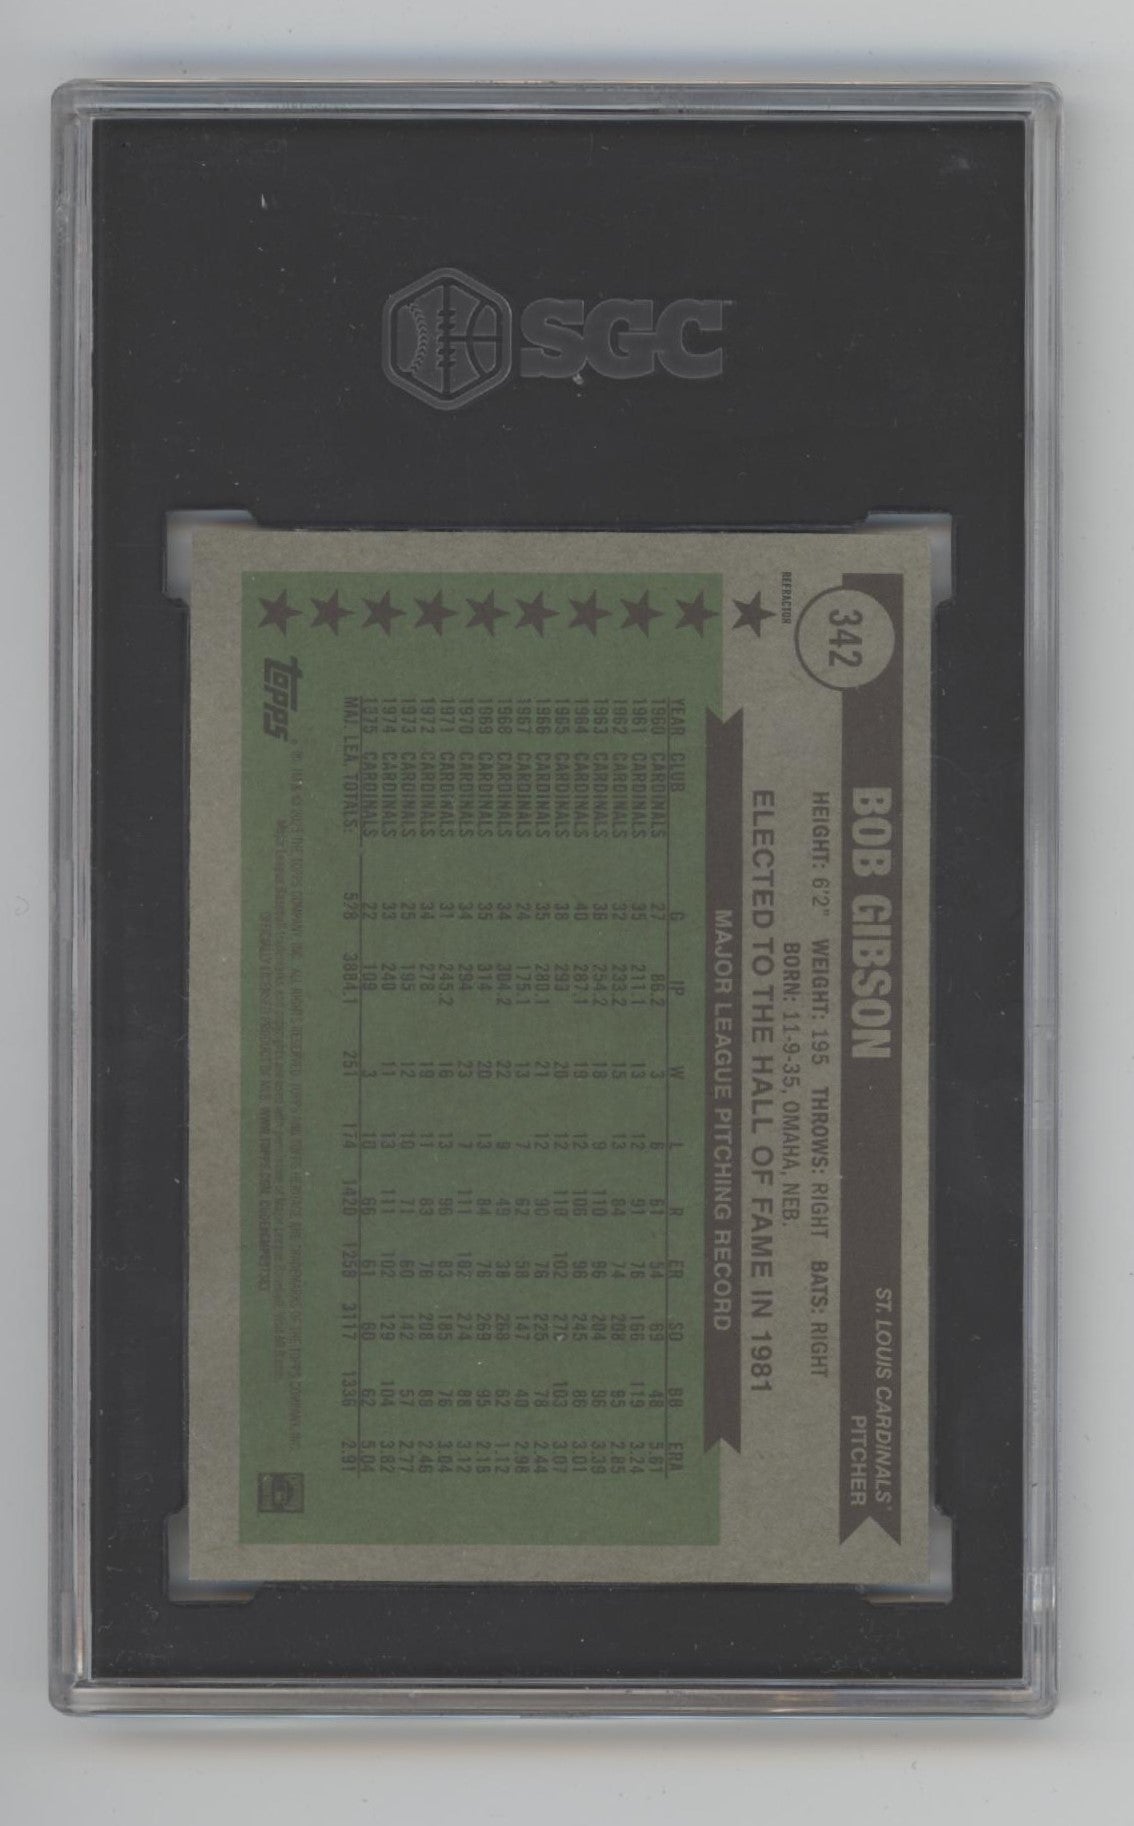 SGC
342
BOB GIBSON
ST. LOUIS CARDINALS®
PITCHER
HEIGHT: 6'2" WEIGHT: 195 THROWS: RIGHT BATS: RIGHT
BORN: 11-9-35, OMAHA, NEB.
REFRACTOR
ELECTED TO THE HALL OF FAME IN 1981
MAJOR LEAGUE PITCHING RECORD
YEAR CLUB G IP W L R ER SO BB ERA
1960 CARDINALS 27 86.2 3 6 61 54 69 48 5.61
1961 CARDINALS 35 211.1 13 12 91 76 166 119 3.24
1962 CARDINALS 32 233.2 15 13 84 74 208 95 2.85
1963 CARDINALS 36 254.2 18 9 110 96 204 96 3.39
1964 CARDINALS 40 287.1 19 12 106 96 245 86 3.01
1965 CARDINALS 38 299 20 12 110 102 270 103 3.07
1966 CARDINALS 35 280.1 21 12 90 76 225 78 2.44
1967 CARDINALS 24 175.1 13 7 62 58 147 40 2.98
1968 CARDINALS 34 304.2 22 9 49 38 268 62 1.12
1969 CARDINALS 35 314 20 13 84 76 269 95 2.18
1970 CARDINALS 34 294 23 7 111 102 274 88 3.12
1971 CARDINALS 31 245.2 16 13 96 83 185 76 3.04
1972 CARDINALS 34 278 19 11 83 76 208 88 2.46
1973 CARDINALS 25 195 12 10 71 60 142 57 2.77
1974 CARDINALS 33 240 11 13 111 102 129 104 3.82
1975 CARDINALS 22 109 3 10 66 61 60 62 5.04
MAJ. LEA. TOTALS: 528 3884.1 251 174 1420 1258 3117 1336 2.91
topps